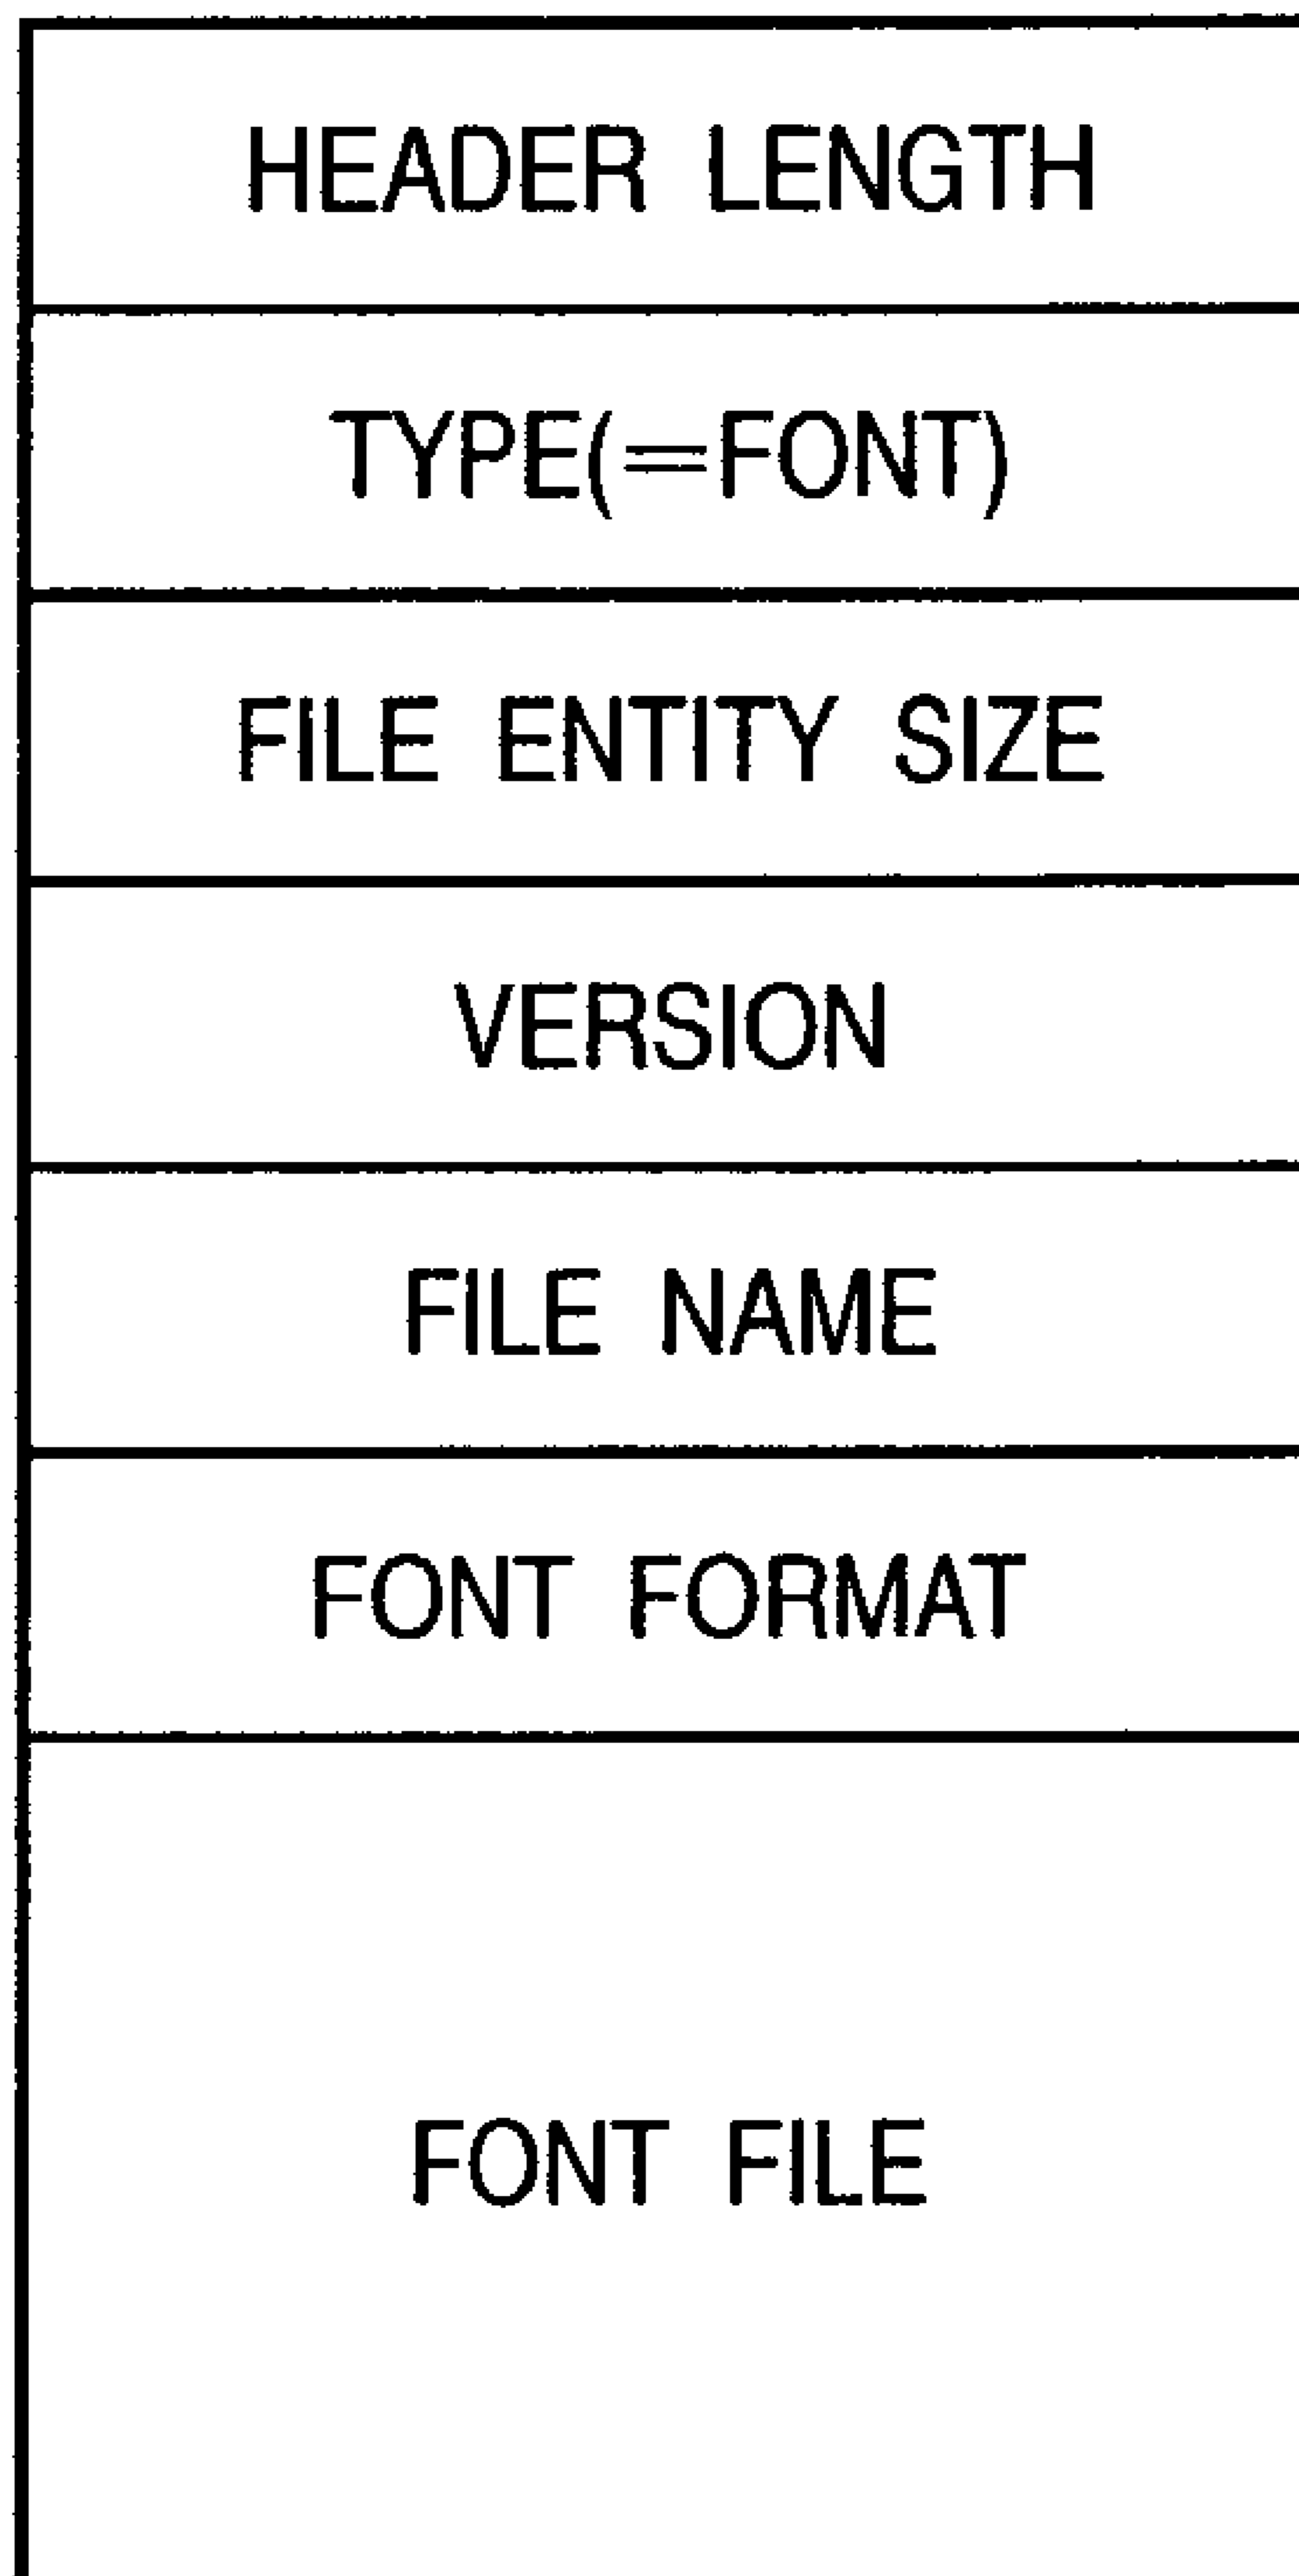 HEADER LENGTH
TYPE(=FONT)
FILE ENTITY SIZE
VERSION
FILE NAME
FONT FORMAT
FONT FILE